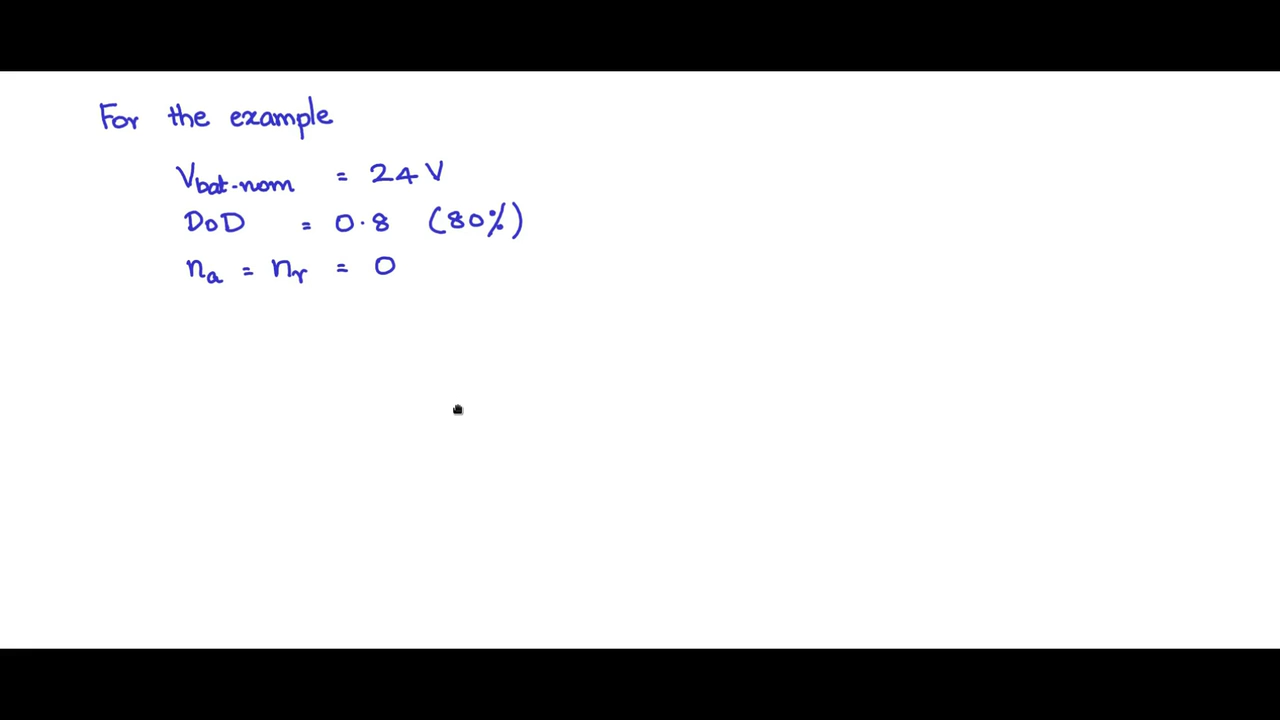 For the example
Vbat-nom = 24 V
DoD = 0.8 (80%)
na = nr = 0